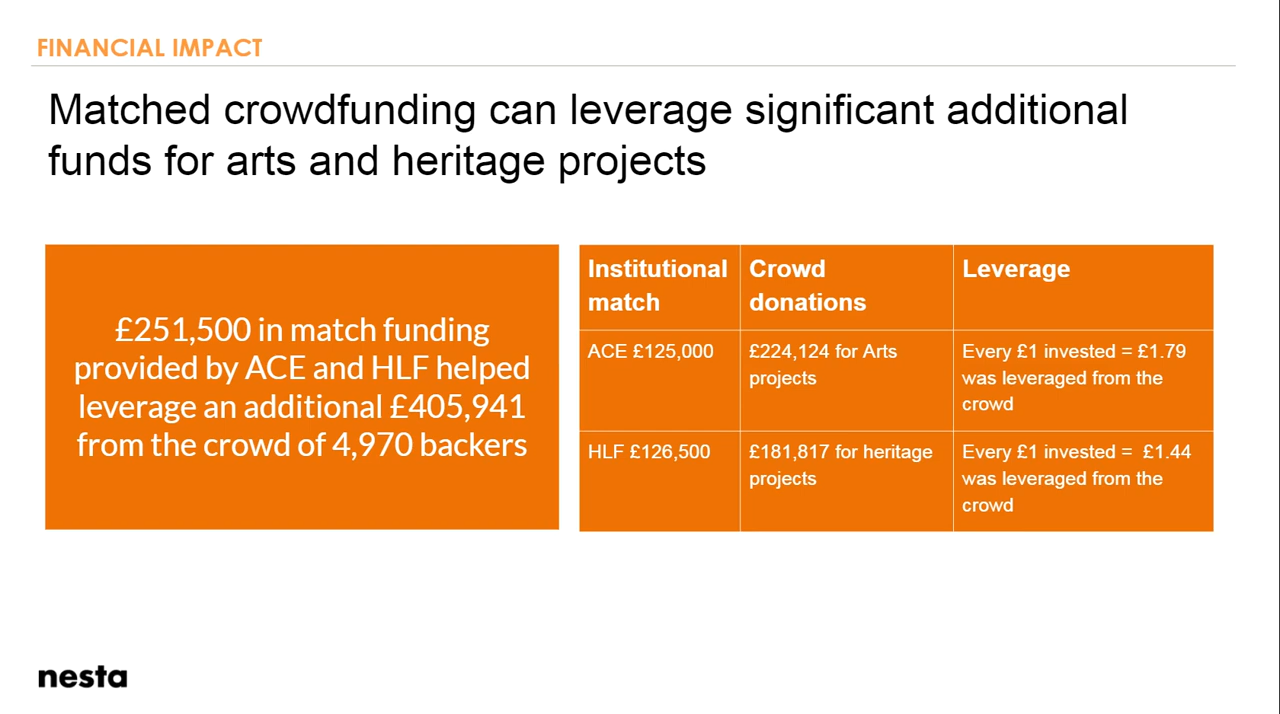 FINANCIAL IMPACT
Matched crowdfunding can leverage significant additional
funds for arts and heritage projects
£251,500 in match funding
provided by ACE and HLF helped
leverage an additional £405,941
from the crowd of 4,970 backers
Institutional
match
Crowd
donations
Leverage
ACE £125,000
£224,124 for Arts
projects
Every £1 invested = £1.79
was leveraged from the
crowd
HLF £126,500
£181,817 for heritage
projects
Every £1 invested =  £1.44
was leveraged from the
crowd
nesta